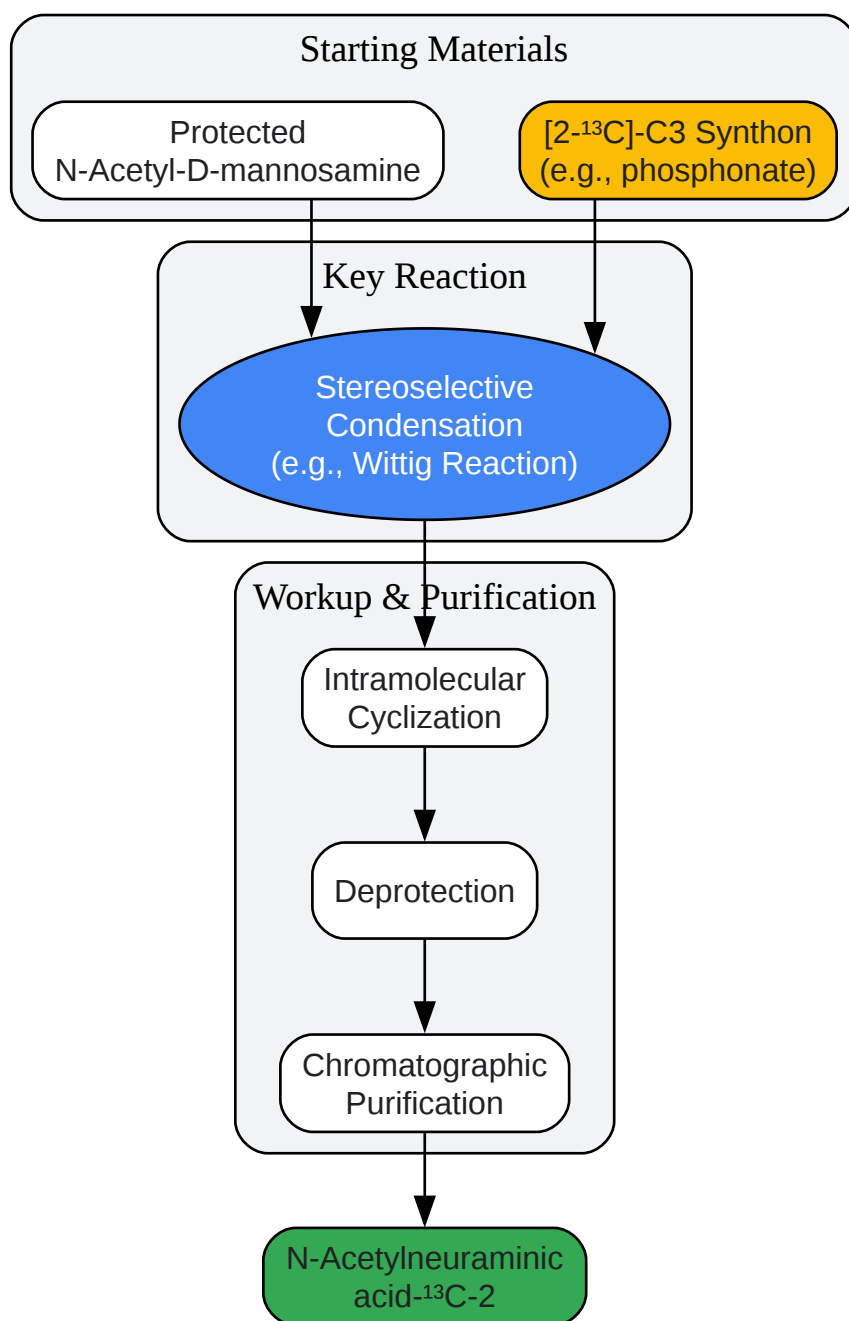 Starting Materials
Protected
N-Acetyl-D-mannosamine
[2-¹³C]-C3 Synthon
(e.g., phosphonate)
Key Reaction
Stereoselective
Condensation
(e.g., Wittig Reaction)
Workup & Purification
Intramolecular
Cyclization
Deprotection
Chromatographic
Purification
N-Acetylneuraminic
acid-¹³C-2